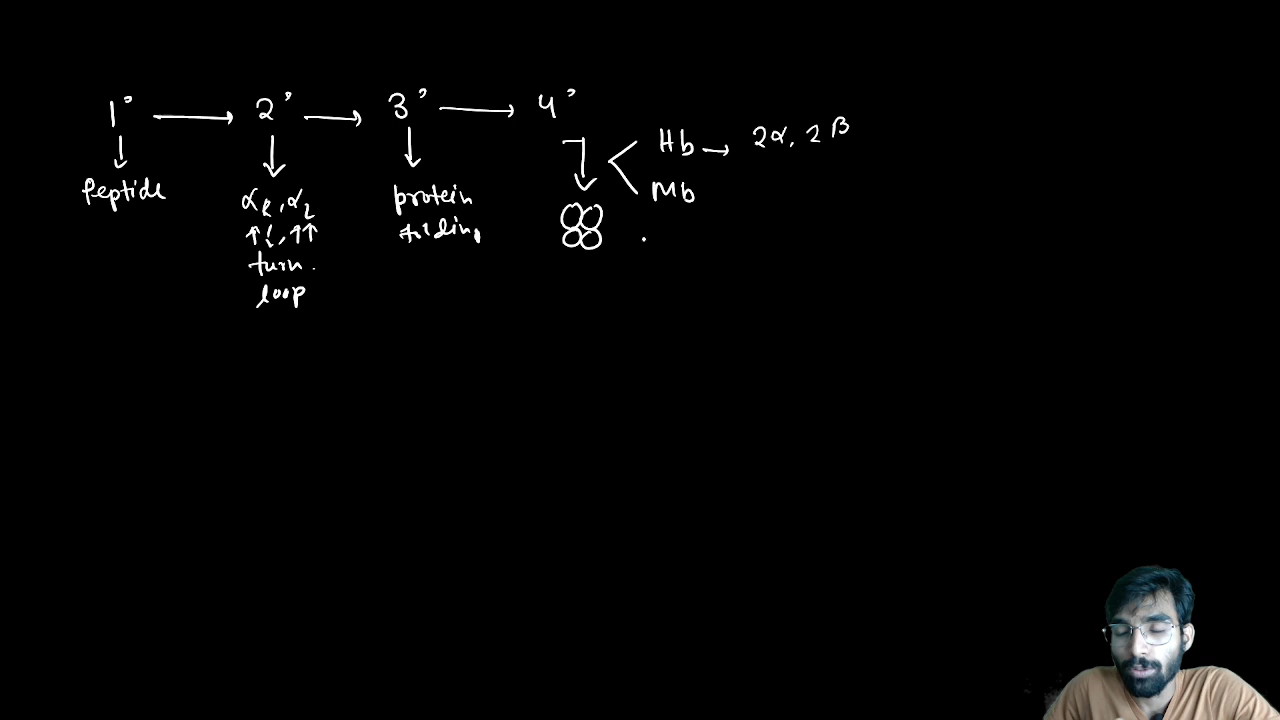 1° → 2° → 3° → 4°
↓ Peptide
↓ αR, αL
↑↓, ↑↑
turn.
loop
↓ protein
folding
Hb → 2α, 2β
Mb